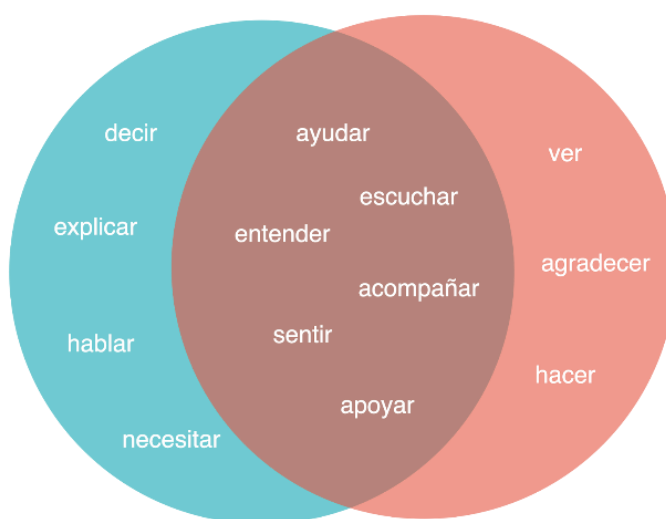 decir
explicar
hablar
necesitar
ayudar
escuchar
entender
acompañar
sentir
apoyar
ver
agradecer
hacer